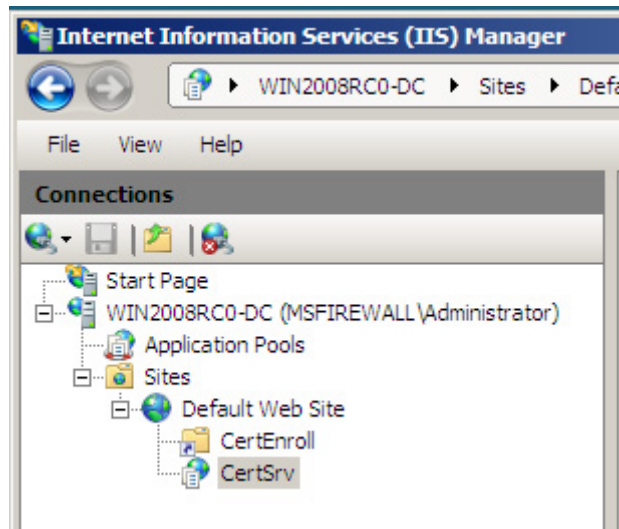 Internet Information Services (IIS) Manager
WIN2008RC0-DC Sites Defa
File View Help
Connections
Start Page
WIN2008RC0-DC (MSFIREWALL\Administrator)
Application Pools
Sites
Default Web Site
CertEnroll
CertSrv